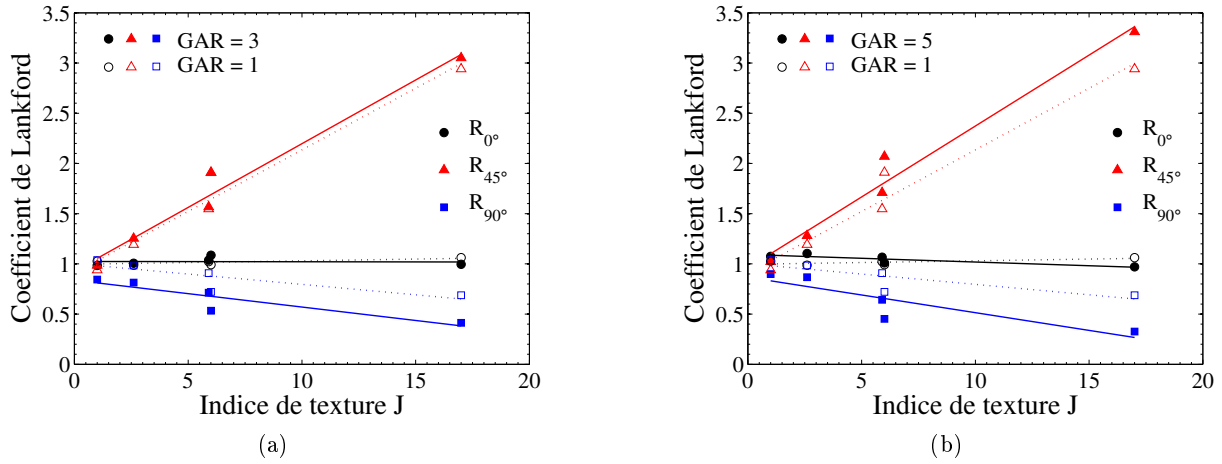 Coefficient de Lankford
3.5
3
2.5
2
1.5
1
0.5
0
0
5
10
15
20
GAR = 3
GAR = 1
R0°
R45°
R90°
Indice de texture J
(a)
Coefficient de Lankford
3.5
3
2.5
2
1.5
1
0.5
0
0
5
10
15
20
GAR = 5
GAR = 1
R0°
R45°
R90°
Indice de texture J
(b)